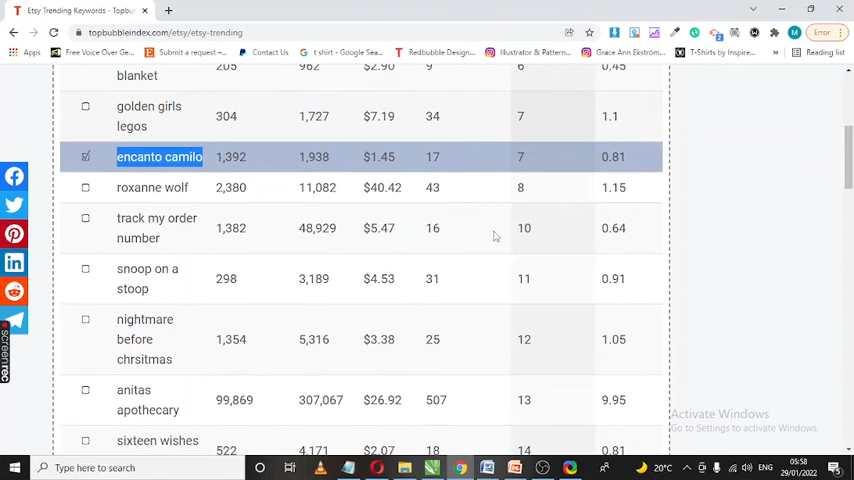 Etsy Trending Keywords - Topbub
topbubbleindex.com/etsy/etsy-trending
Error
Apps
Free Voice Over Ge...
Submit a request –...
Contact Us
t shirt - Google Sea...
Redbubble Design...
Illustrator & Pattern...
Grace Ann Ekström...
T-Shirts by Inspire...
Reading list
blanket 205 962 $2.90 9 6 0.45
golden girls
legos 304 1,727 $7.19 34 7 1.1
encanto camilo 1,392 1,938 $1.45 17 7 0.81
roxanne wolf 2,380 11,082 $40.42 43 8 1.15
track my order
number 1,382 48,929 $5.47 16 10 0.64
snoop on a
stoop 298 3,189 $4.53 31 11 0.91
nightmare
before 1,354 5,316 $3.38 25 12 1.05
chrsitmas
anitas
apothecary 99,869 307,067 $26.92 507 13 9.95
sixteen wishes 522 4,171 $2.07 18 14 0.81
screenrec
Activate Windows
Go to Settings to activate Windows.
Type here to search
20°C
ENG
05:58
29/01/2022